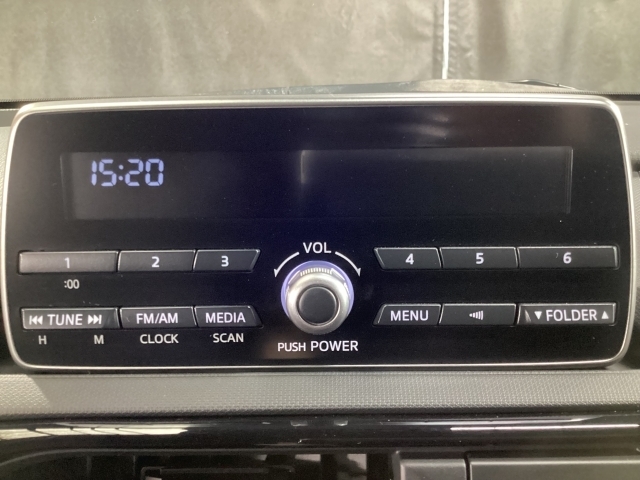 15:20
VOL
1 2 3 4 5 6
:00
⏮ TUNE ⏭ FM/AM MEDIA MENU ▼ FOLDER ▲
H M CLOCK SCAN
PUSH POWER